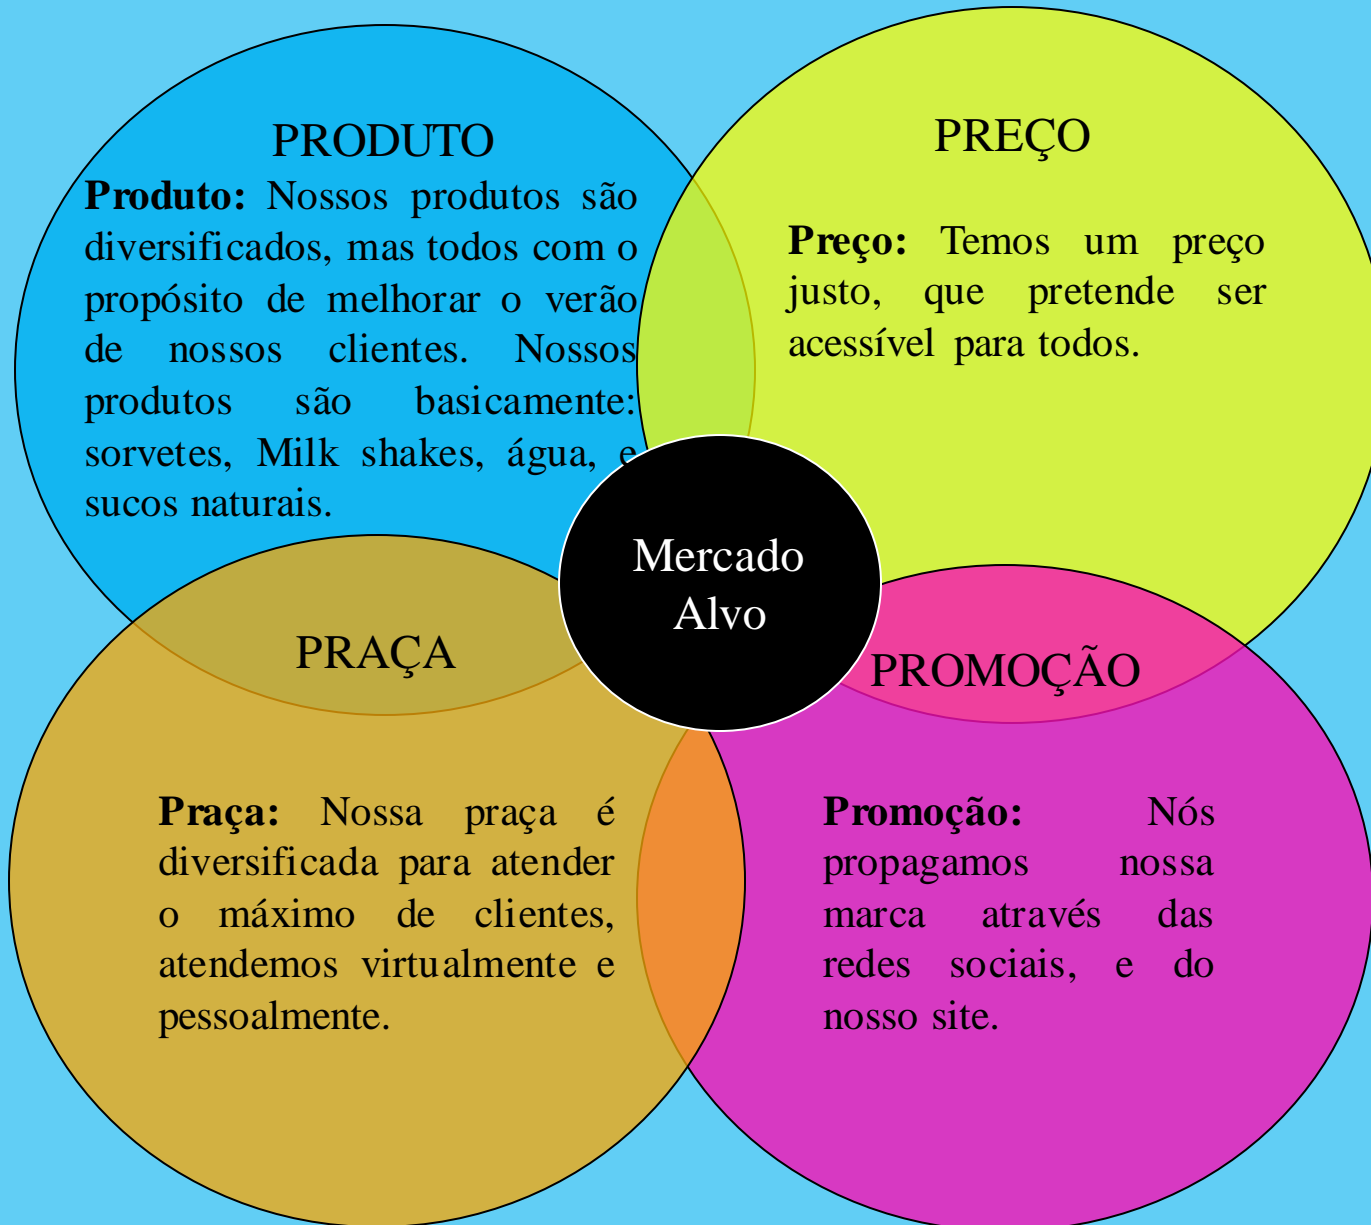 PRODUTO
Produto: Nossos produtos são
diversificados, mas todos com o
propósito de melhorar o verão
de nossos clientes. Nossos
produtos são basicamente:
sorvetes, Milk shakes, água, e
sucos naturais.
PREÇO
Preço: Temos um preço
justo, que pretende ser
acessível para todos.
Mercado
Alvo
PRAÇA
Praça: Nossa praça é
diversificada para atender
o máximo de clientes,
atendemos virtualmente e
pessoalmente.
PROMOÇÃO
Promoção: Nós
propagamos nossa
marca através das
redes sociais, e do
nosso site.